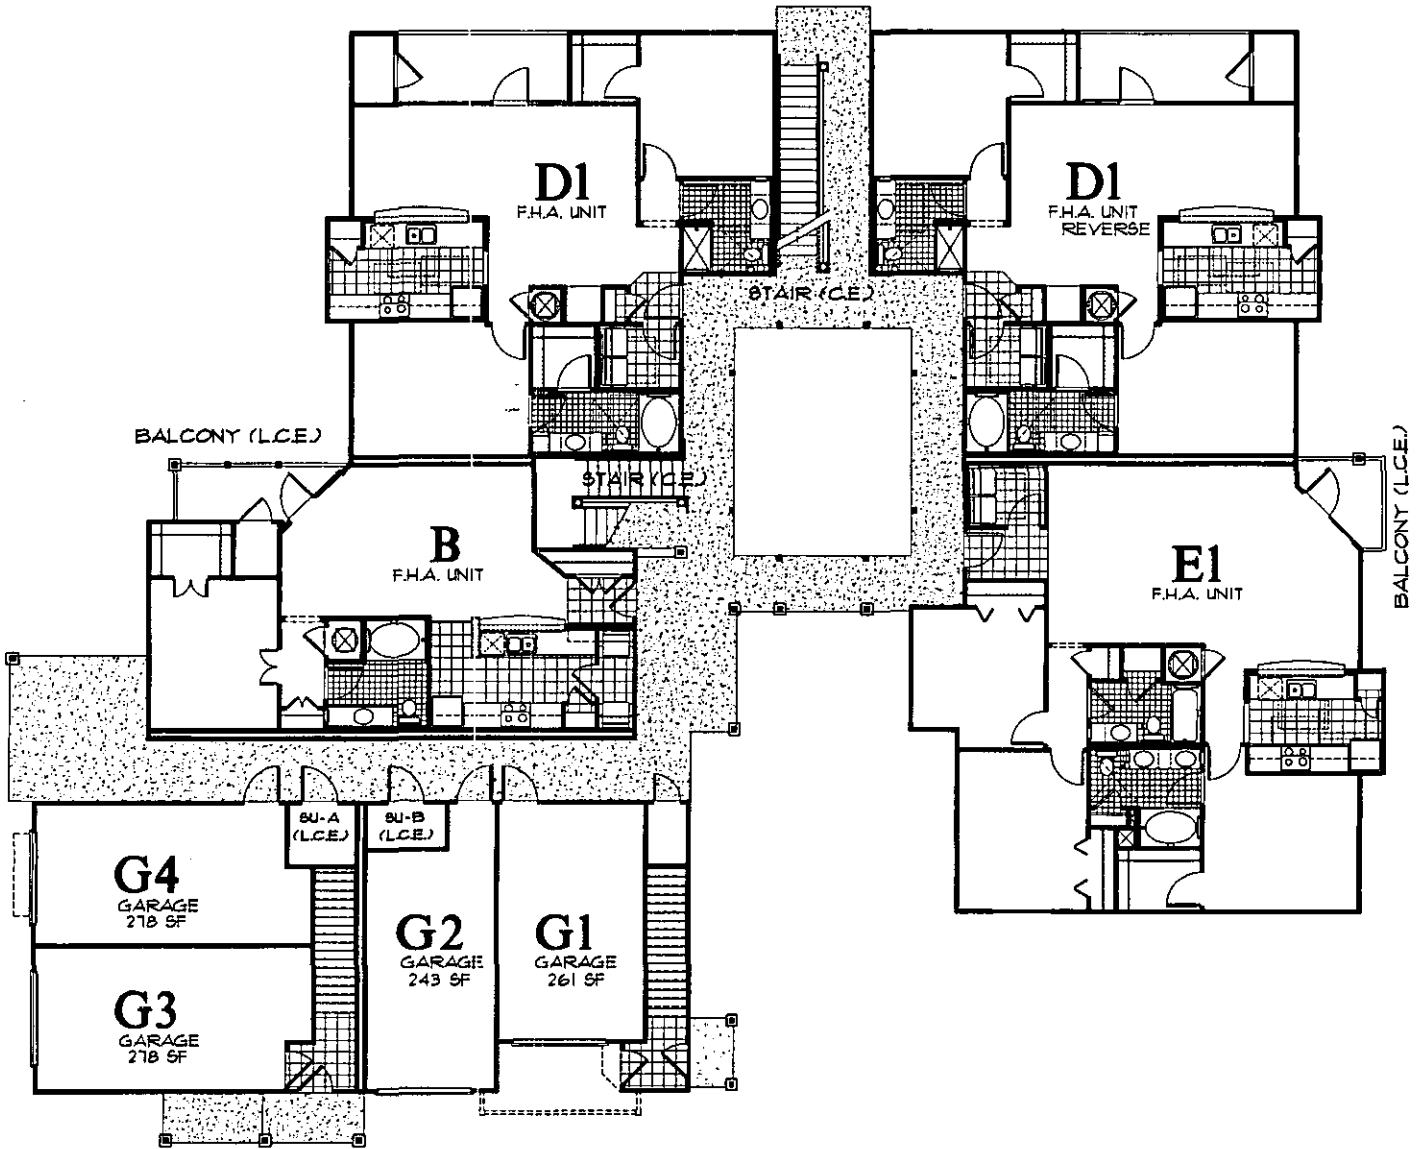 D1
F.H.A. UNIT
D1
F.H.A. UNIT
REVERSE
STAIR (C.E.)
BALCONY (L.C.E.)
STAIR (C.E.)
BALCONY (L.C.E.)
B
F.H.A. UNIT
E1
F.H.A. UNIT
SU-A
(L.C.E.)
SU-B
(L.C.E.)
G4
GARAGE
278 SF
G2
GARAGE
243 SF
G1
GARAGE
261 SF
G3
GARAGE
278 SF